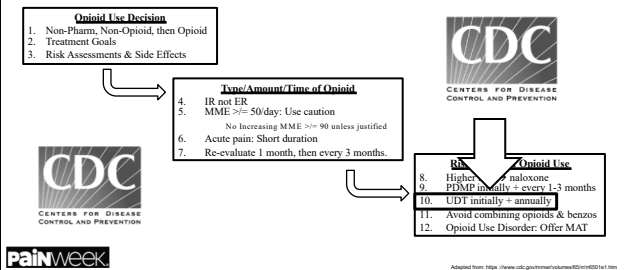 Opioid Use Decision
1. Non-Pharm, Non-Opioid, then Opioid
2. Treatment Goals
3. Risk Assessments & Side Effects
CDC
CENTERS FOR DISEASE
CONTROL AND PREVENTION
Type/Amount/Time of Opioid
4. IR not ER
5. MME >/= 50/day: Use caution
No Increasing MME >/= 90 unless justified
6. Acute pain: Short duration
7. Re-evaluate 1 month, then every 3 months.
CDC
CENTERS FOR DISEASE
CONTROL AND PREVENTION
Opioid Use
8. Higher naloxone
9. PDMP initially + every 1-3 months
10. UDT initially + annually
11. Avoid combining opioids & benzos
12. Opioid Use Disorder: Offer MAT
PaiNWEEK.
Adapted from: https://www.cdc.gov/mmwr/volumes/65/rr/rr6501e1.htm